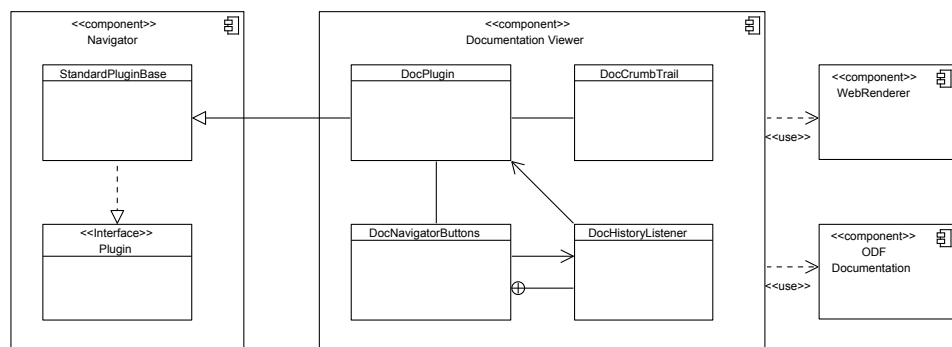 <<component>>
Navigator
StandardPluginBase
<<Interface>>
Plugin
<<component>>
Documentation Viewer
DocPlugin
DocCrumbTrail
DocNavigatorButtons
DocHistoryListener
<<component>>
WebRenderer
<<use>>
<<component>>
ODF
Documentation
<<use>>